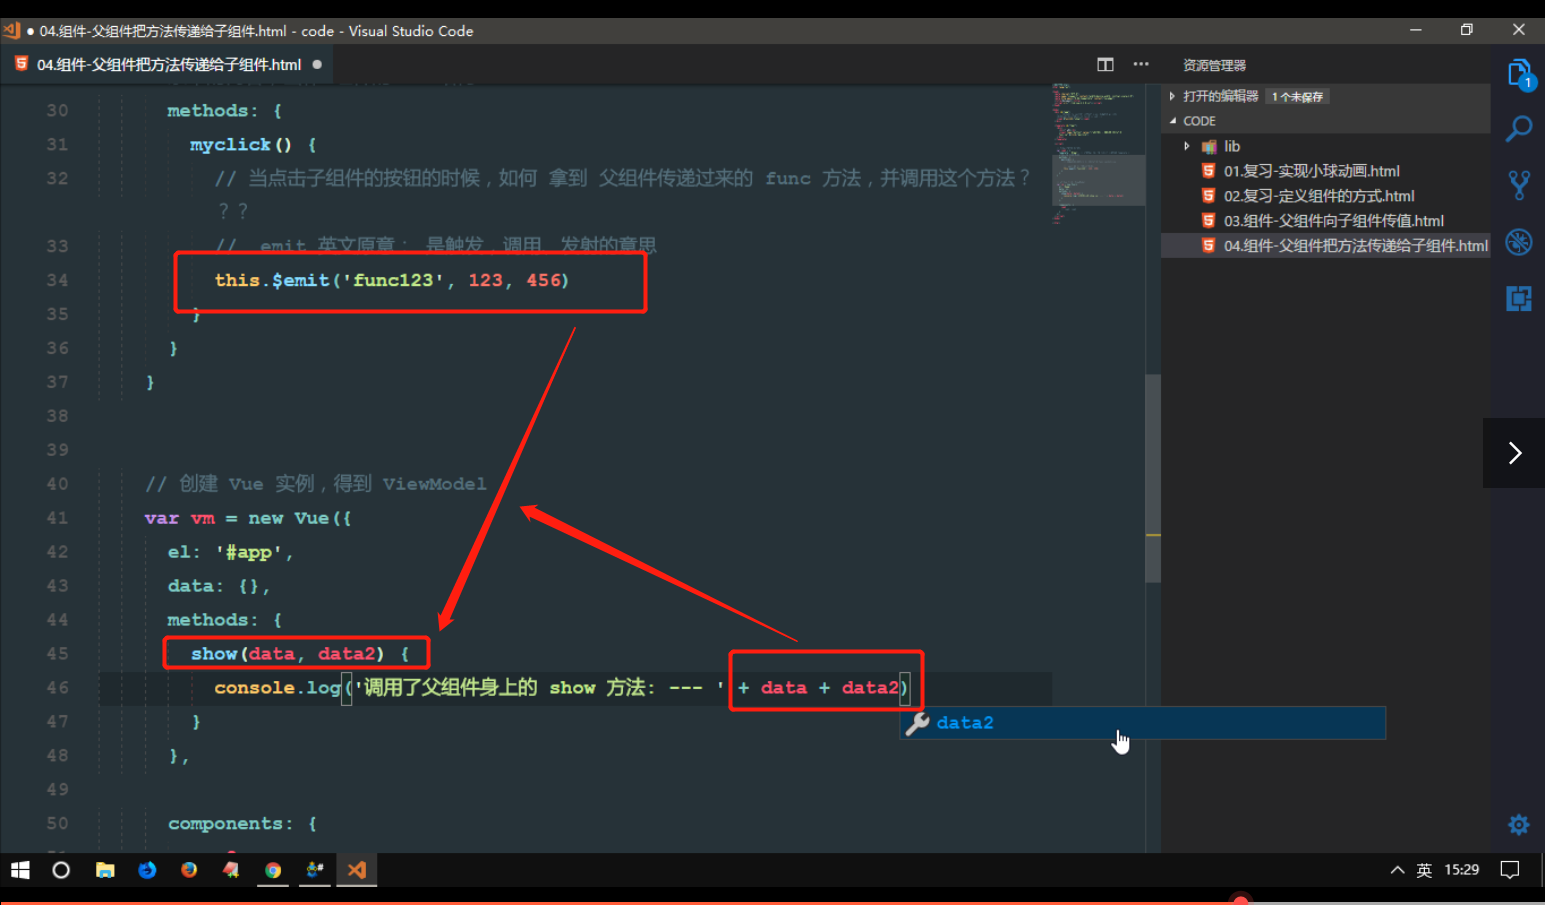 ● 04.组件-父组件把方法传递给子组件.html - code - Visual Studio Code
04.组件-父组件把方法传递给子组件.html ●
30 methods: {
31 myclick() {
32 // 当点击子组件的按钮的时候，如何 拿到 父组件传递过来的 func 方法，并调用这个方法？
？？
33 // emit 英文原意： 是触发，调用、发射的意思
34 this.$emit('func123', 123, 456)
35 }
36 }
37 }
38
39
40 // 创建 Vue 实例，得到 ViewModel
41 var vm = new Vue({
42 el: '#app',
43 data: {},
44 methods: {
45 show(data, data2) {
46 console.log('调用了父组件身上的 show 方法: --- ' + data + data2)
data2
47 }
48 },
49
50 components: {
资源管理器
打开的编辑器 1 个未保存
CODE
lib
01.复习-实现小球动画.html
02.复习-定义组件的方式.html
03.组件-父组件向子组件传值.html
04.组件-父组件把方法传递给子组件.html
1
英 15:29